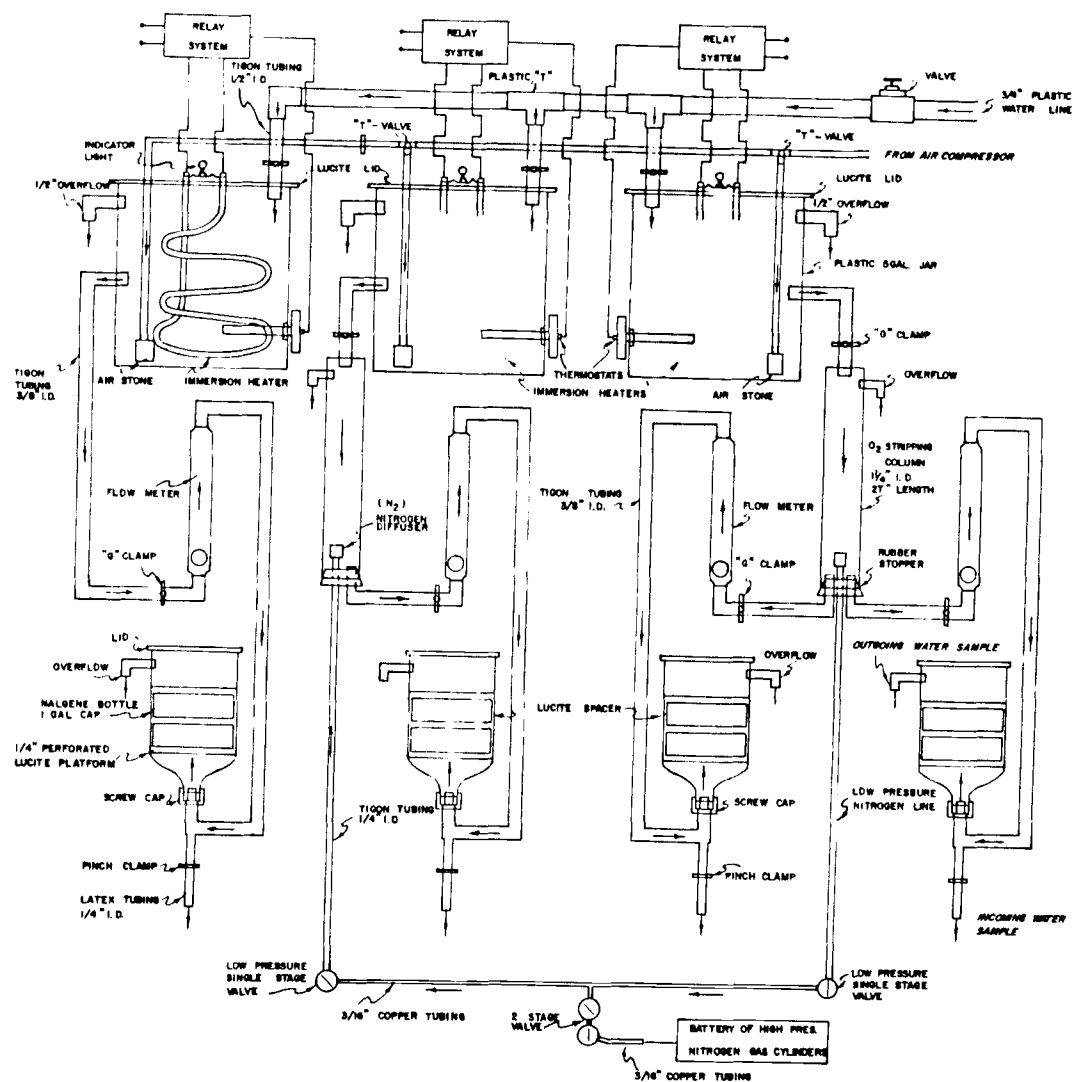 RELAY
SYSTEM
RELAY
SYSTEM
RELAY
SYSTEM
TIGON TUBING
1/2" I.D.
PLASTIC "T"
VALVE
3/4" PLASTIC
WATER LINE
"T"-VALVE
"T"-VALVE
INDICATOR
LIGHT
FROM AIR COMPRESSOR
LUCITE LID
LUCITE LID
1/2" OVERFLOW
1/2" OVERFLOW
PLASTIC 5GAL. JAR
"G" CLAMP
AIR STONE
IMMERSION HEATER
THERMOSTATS
IMMERSION HEATERS
AIR STONE
TIGON
TUBING
3/8" I.D.
OVERFLOW
O2 STRIPPING
COLUMN
1 1/4" I.D.
27" LENGTH
FLOW METER
(N2)
NITROGEN
DIFFUSER
TIGON TUBING
3/8" I.D.
FLOW METER
"G" CLAMP
"G" CLAMP
RUBBER
STOPPER
LID
OVERFLOW
OVERFLOW
OUTGOING WATER SAMPLE
NALGENE BOTTLE
1 GAL CAP
LUCITE SPACER
1/4" PERFORATED
LUCITE PLATFORM
SCREW CAP
TIGON TUBING
1/4" I.D
SCREW CAP
LOW PRESSURE
NITROGEN LINE
PINCH CLAMP
PINCH CLAMP
LATEX TUBING
1/4" I.D.
INCOMING WATER
SAMPLE
LOW PRESSURE
SINGLE STAGE
VALVE
LOW PRESSURE
SINGLE STAGE
VALVE
3/16" COPPER TUBING
2 STAGE
VALVE
BATTERY OF HIGH PRES.
NITROGEN GAS CYLINDERS
3/16" COPPER TUBING